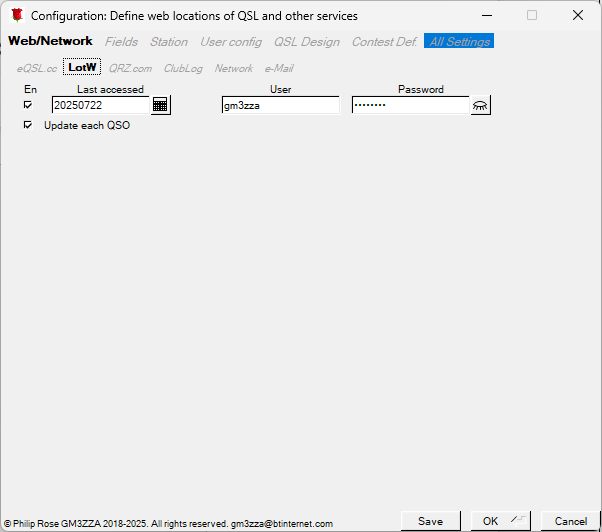 Configuration: Define web locations of QSL and other services
Web/Network Fields Station User config QSL Design Contest Def. All Settings
eQSL.cc LotW QRZ.com ClubLog Network e-Mail
En Last accessed User Password
20250722 gm3zza ••••••••
Update each QSO
© Philip Rose GM3ZZA 2018-2025. All rights reserved. gm3zza@btinternet.com Save OK Cancel